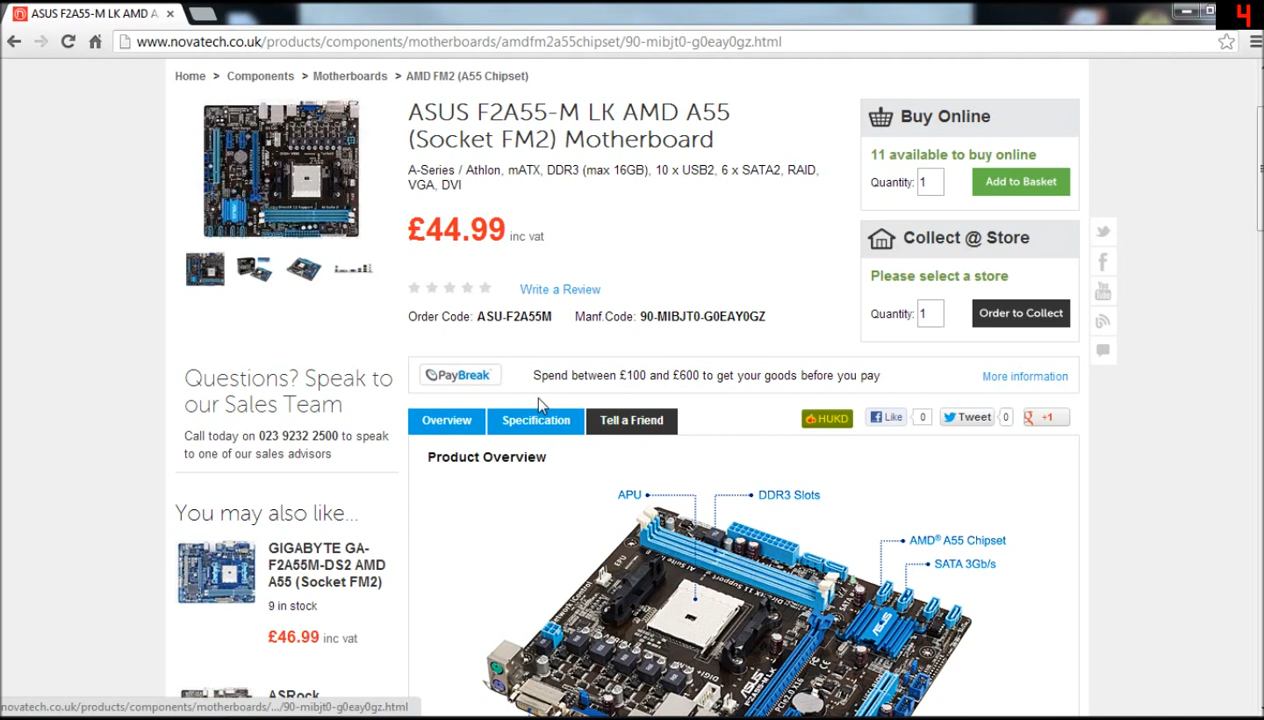 ASUS F2A55-M LK AMD A
4
www.novatech.co.uk/products/components/motherboards/amdfm2a55chipset/90-mibjt0-g0eay0gz.html
Home > Components > Motherboards > AMD FM2 (A55 Chipset)
ASUS F2A55-M LK AMD A55
(Socket FM2) Motherboard
A-Series / Athlon, mATX, DDR3 (max 16GB), 10 x USB2, 6 x SATA2, RAID,
VGA, DVI
£44.99 inc vat
Write a Review
Order Code: ASU-F2A55M Manf.Code: 90-MIBJT0-G0EAY0GZ
Buy Online
11 available to buy online
Quantity: 1 Add to Basket
Collect @ Store
Please select a store
Quantity: 1 Order to Collect
PayBreak Spend between £100 and £600 to get your goods before you pay More information
Questions? Speak to
our Sales Team
Call today on 023 9232 2500 to speak
to one of our sales advisors
Overview Specification Tell a Friend HUKD Like 0 Tweet 0 +1
Product Overview
APU DDR3 Slots
AMD® A55 Chipset
SATA 3Gb/s
ASUS
You may also like...
GIGABYTE GA-
F2A55M-DS2 AMD
A55 (Socket FM2)
9 in stock
£46.99 inc vat
ASRock
novatech.co.uk/products/components/motherboards/.../90-mibjt0-g0eay0gz.html